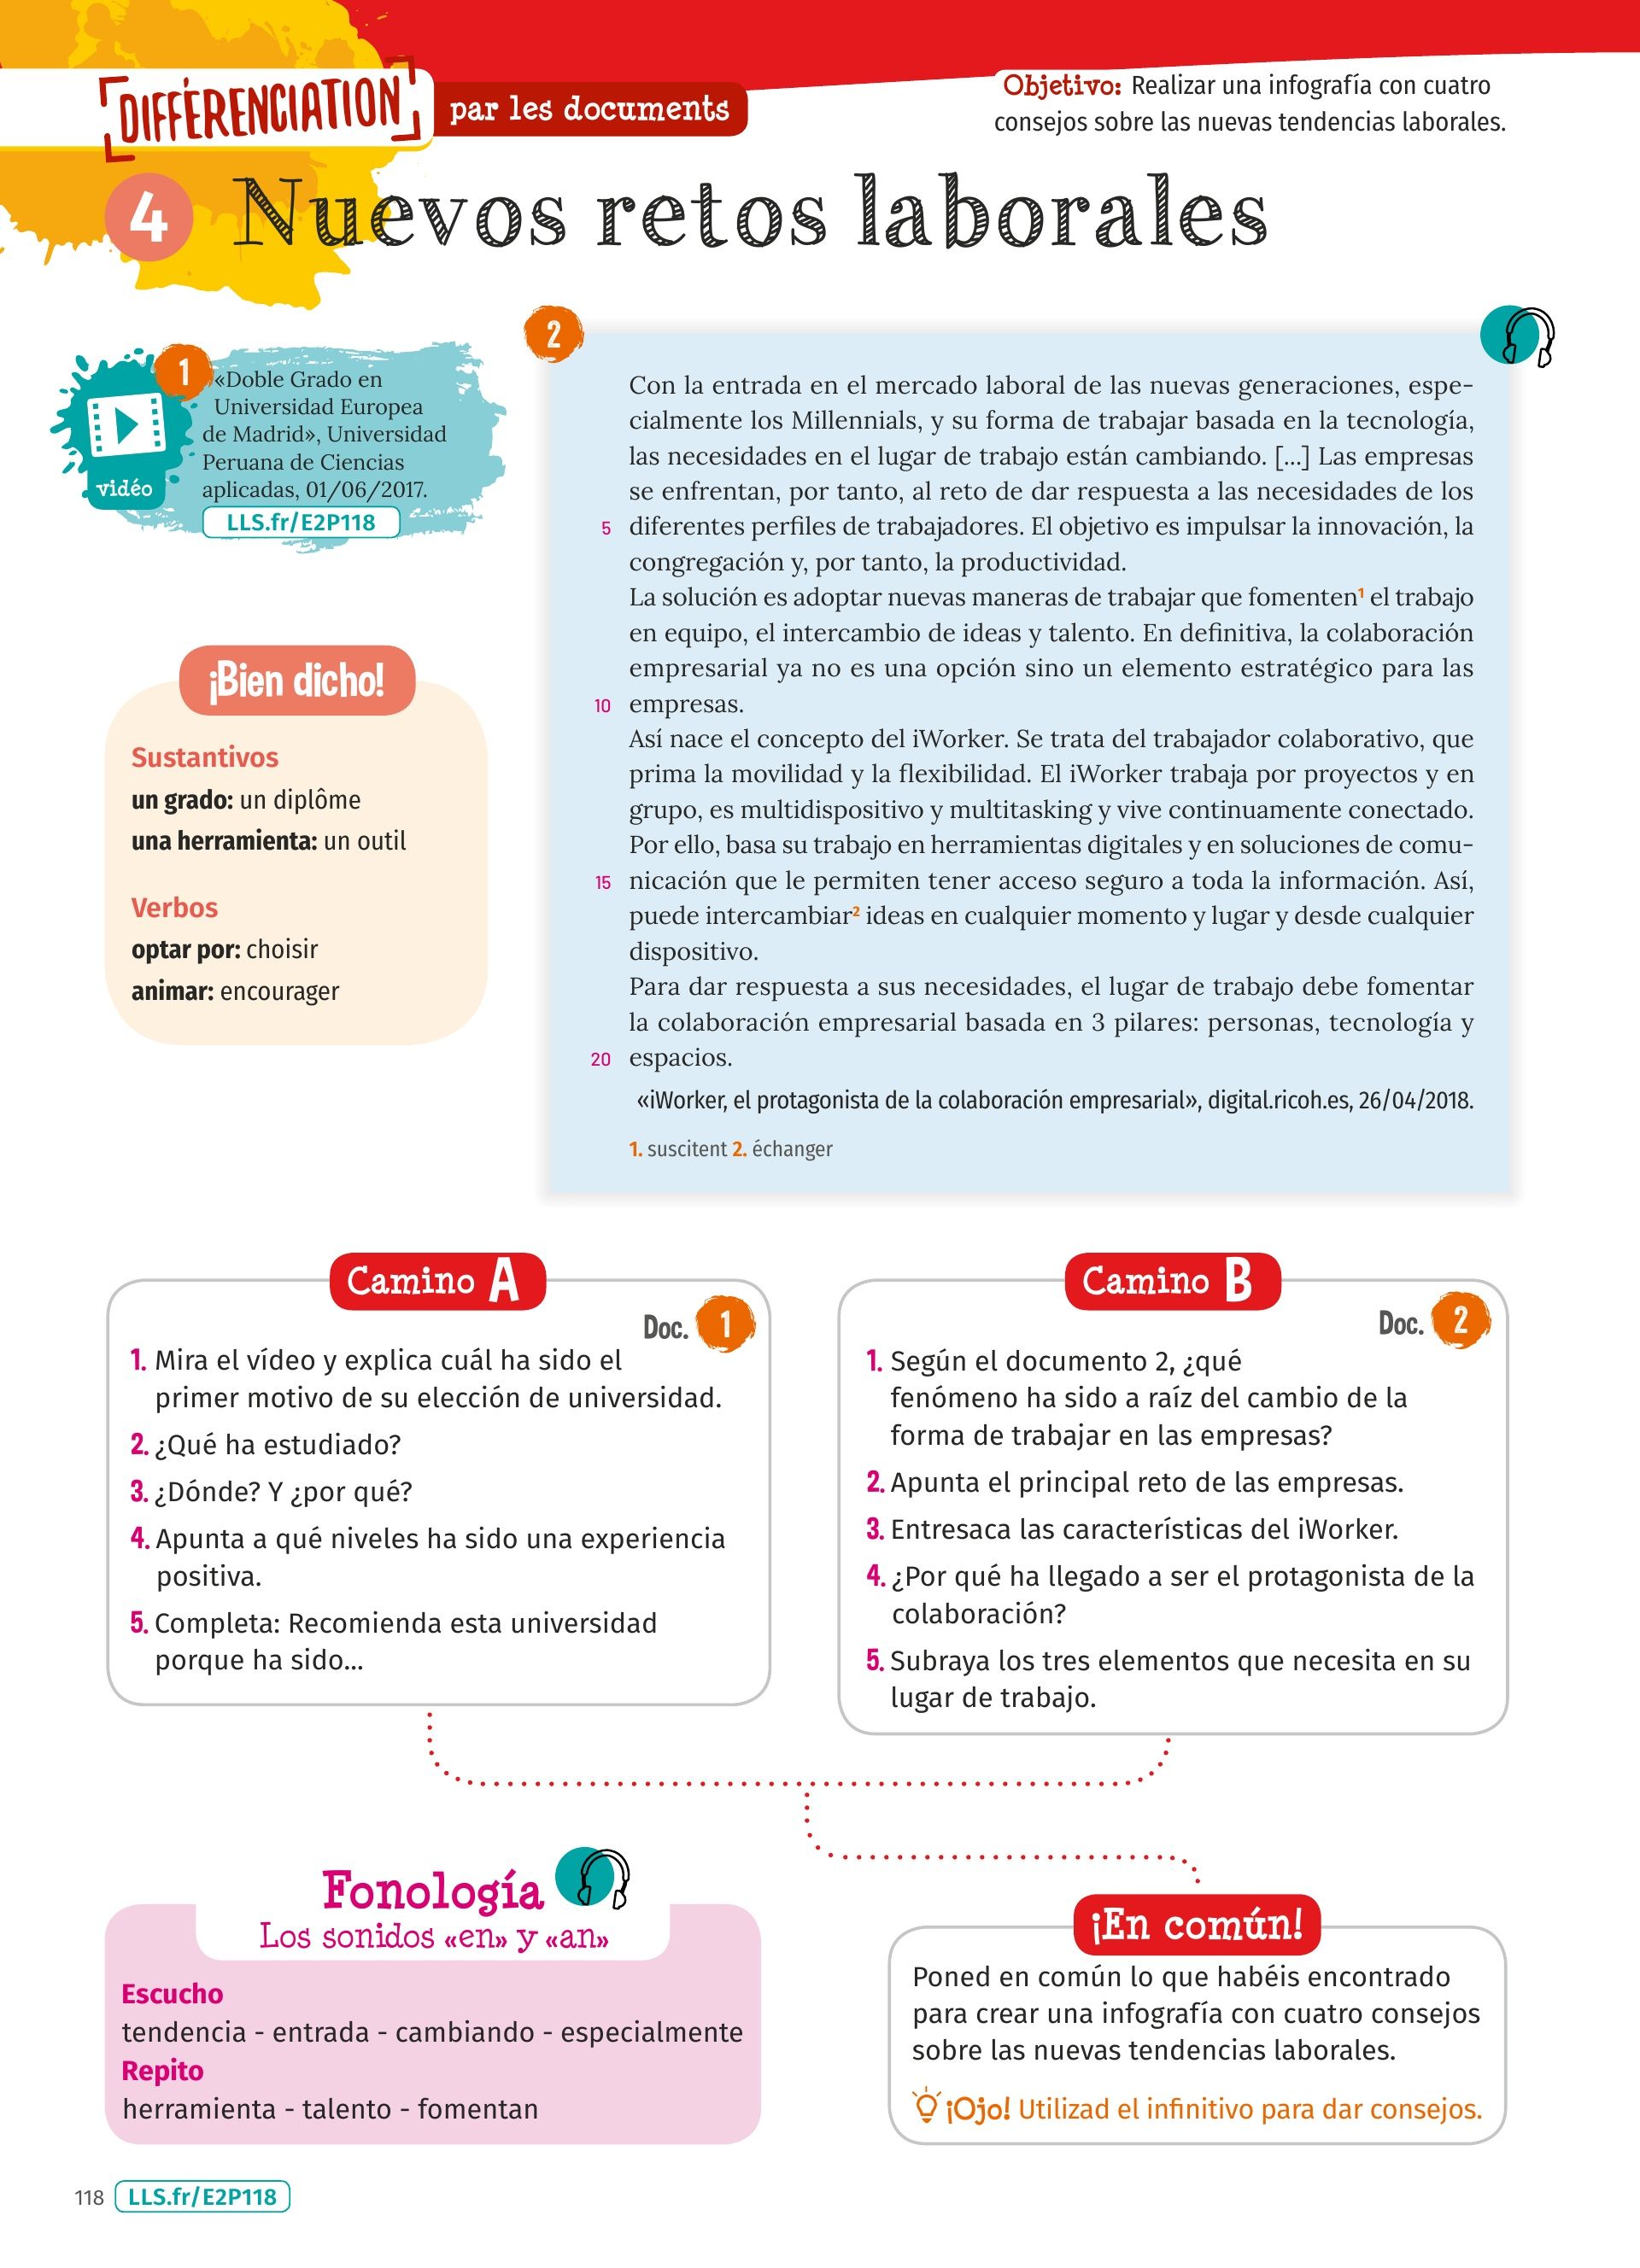 DIFFÉRENCIATION par les documents
Objetivo: Realizar una infografía con cuatro
consejos sobre las nuevas tendencias laborales.
4 Nuevos retos laborales
1
vidéo
«Doble Grado en
Universidad Europea
de Madrid», Universidad
Peruana de Ciencias
aplicadas, 01/06/2017.
LLS.fr/E2P118
¡Bien dicho!
Sustantivos
un grado: un diplôme
una herramienta: un outil
Verbos
optar por: choisir
animar: encourager
2
Con la entrada en el mercado laboral de las nuevas generaciones, espe-
cialmente los Millennials, y su forma de trabajar basada en la tecnología,
las necesidades en el lugar de trabajo están cambiando. [...] Las empresas
se enfrentan, por tanto, al reto de dar respuesta a las necesidades de los
5 diferentes perfiles de trabajadores. El objetivo es impulsar la innovación, la
congregación y, por tanto, la productividad.
La solución es adoptar nuevas maneras de trabajar que fomenten¹ el trabajo
en equipo, el intercambio de ideas y talento. En definitiva, la colaboración
empresarial ya no es una opción sino un elemento estratégico para las
10 empresas.
Así nace el concepto del iWorker. Se trata del trabajador colaborativo, que
prima la movilidad y la flexibilidad. El iWorker trabaja por proyectos y en
grupo, es multidispositivo y multitasking y vive continuamente conectado.
Por ello, basa su trabajo en herramientas digitales y en soluciones de comu-
15 nicación que le permiten tener acceso seguro a toda la información. Así,
puede intercambiar² ideas en cualquier momento y lugar y desde cualquier
dispositivo.
Para dar respuesta a sus necesidades, el lugar de trabajo debe fomentar
la colaboración empresarial basada en 3 pilares: personas, tecnología y
20 espacios.
«iWorker, el protagonista de la colaboración empresarial», digital.ricoh.es, 26/04/2018.
1. suscitent 2. échanger
Camino A
Doc. 1
1. Mira el vídeo y explica cuál ha sido el
primer motivo de su elección de universidad.
2. ¿Qué ha estudiado?
3. ¿Dónde? Y ¿por qué?
4. Apunta a qué niveles ha sido una experiencia
positiva.
5. Completa: Recomienda esta universidad
porque ha sido...
Camino B
Doc. 2
1. Según el documento 2, ¿qué
fenómeno ha sido a raíz del cambio de la
forma de trabajar en las empresas?
2. Apunta el principal reto de las empresas.
3. Entresaca las características del iWorker.
4. ¿Por qué ha llegado a ser el protagonista de la
colaboración?
5. Subraya los tres elementos que necesita en su
lugar de trabajo.
Fonología
Los sonidos «en» y «an»
Escucho
tendencia - entrada - cambiando - especialmente
Repito
herramienta - talento - fomentan
¡En común!
Poned en común lo que habéis encontrado
para crear una infografía con cuatro consejos
sobre las nuevas tendencias laborales.
¡Ojo! Utilizad el infinitivo para dar consejos.
118 LLS.fr/E2P118